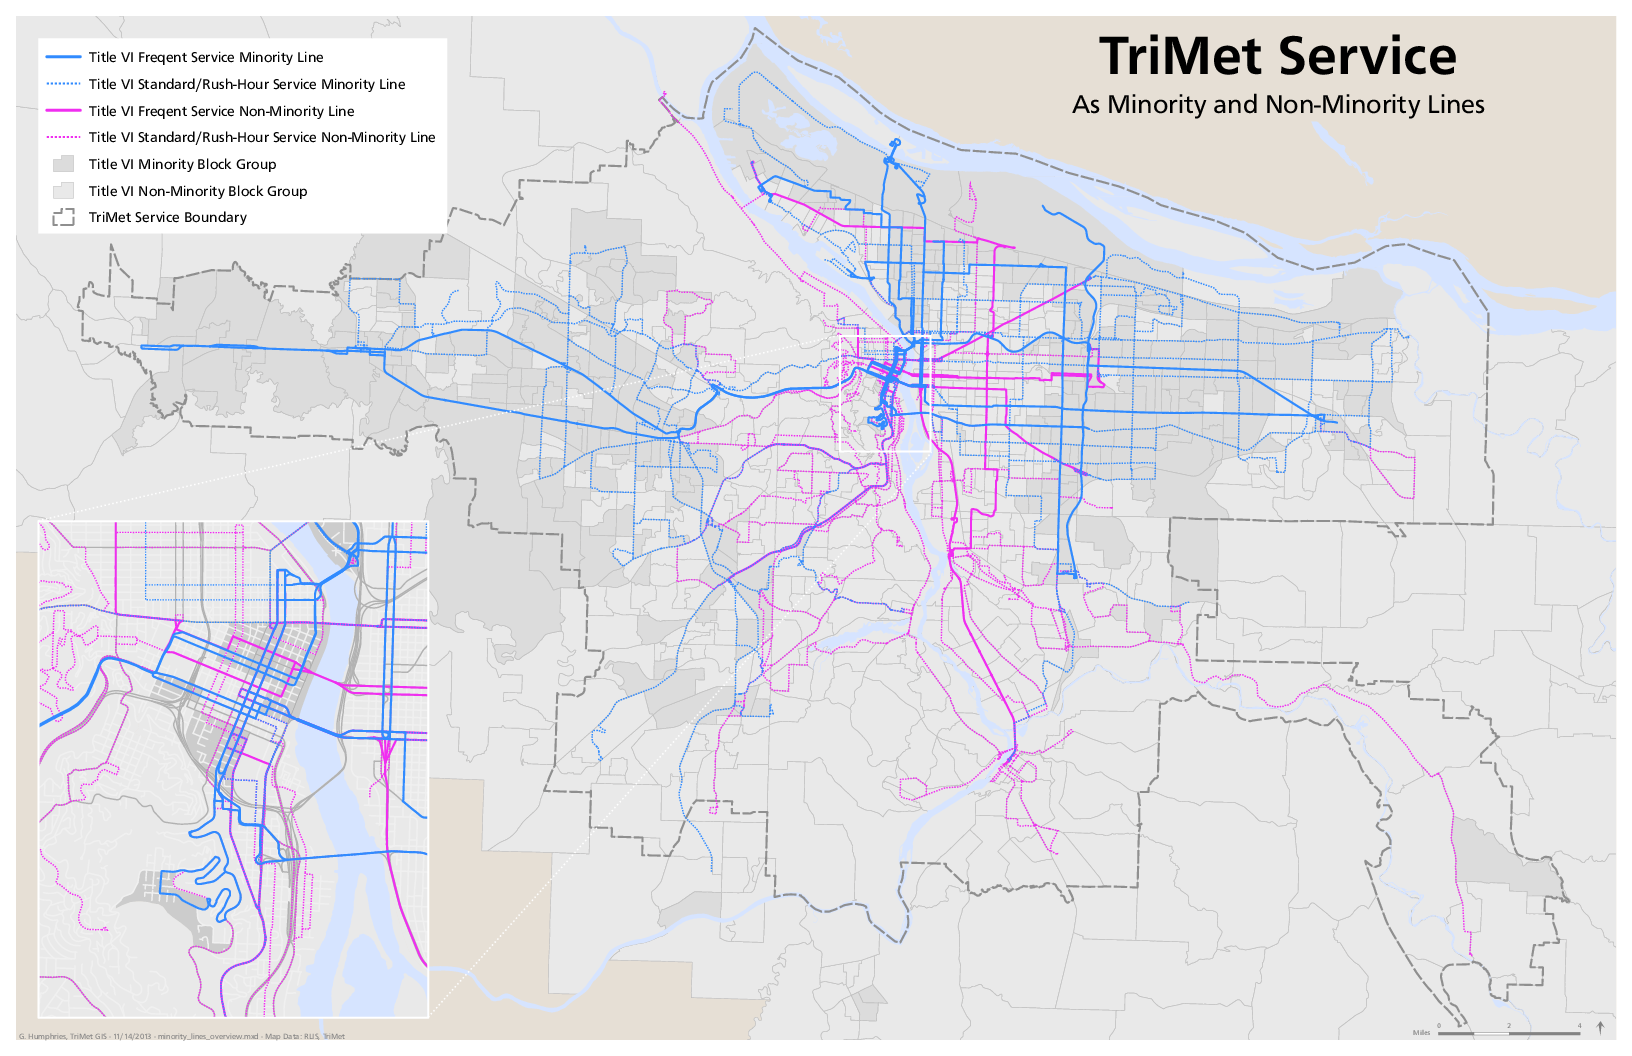 TriMet Service
As Minority and Non-Minority Lines
Title VI Freqent Service Minority Line
Title VI Standard/Rush-Hour Service Minority Line
Title VI Freqent Service Non-Minority Line
Title VI Standard/Rush-Hour Service Non-Minority Line
Title VI Minority Block Group
Title VI Non-Minority Block Group
TriMet Service Boundary
G. Humphries, TriMet GIS - 11/14/2013 - minority_lines_overview.mxd - Map Data: RLIS, TriMet
Miles 0 2 4